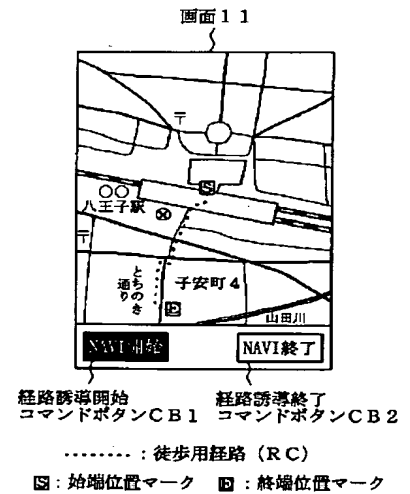 画面11
〒
S
○○
八王子駅
〒
とちのき
通り
子安町4
E
山田川
NAVI開始
NAVI終了
経路誘導開始
コマンドボタンCB1
経路誘導終了
コマンドボタンCB2
………:徒歩用経路(RC)
S:始端位置マーク E:終端位置マーク